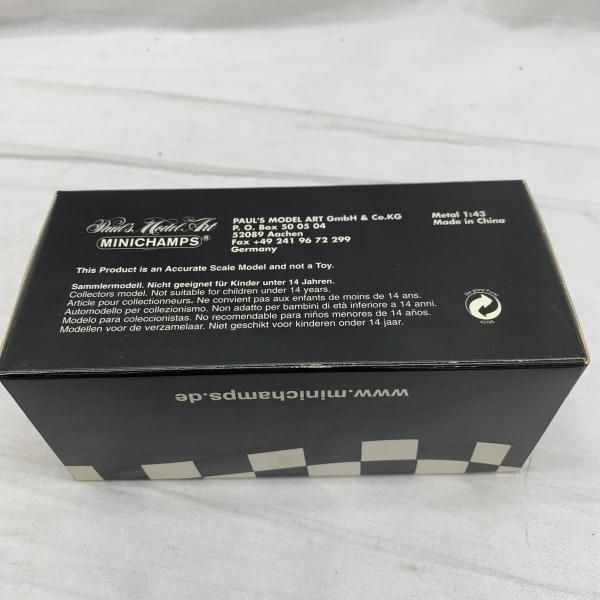 Paul's Model Art
MINICHAMPS®
PAUL'S MODEL ART GmbH & Co.KG
P. O. Box 50 05 04
52089 Aachen
Fax +49 241 96 72 299
Germany
Metal 1:43
Made in China
This Product is an Accurate Scale Model and not a Toy.
Sammlermodell. Nicht geeignet für Kinder unter 14 Jahren.
Collectors model. Not suitable for children under 14 years.
Article pour collectionneurs. Ne convient pas aux enfants de moins de 14 ans.
Automodello per collezionismo. Non adatto per bambini di età inferiore a 14 anni.
Modelo para coleccionistas. No recomendable para niños menores de 14 años.
Modellen voor de verzamelaar. Niet geschikt voor kinderen onder 14 jaar.
Der Grüne Punkt
www.minichamps.de